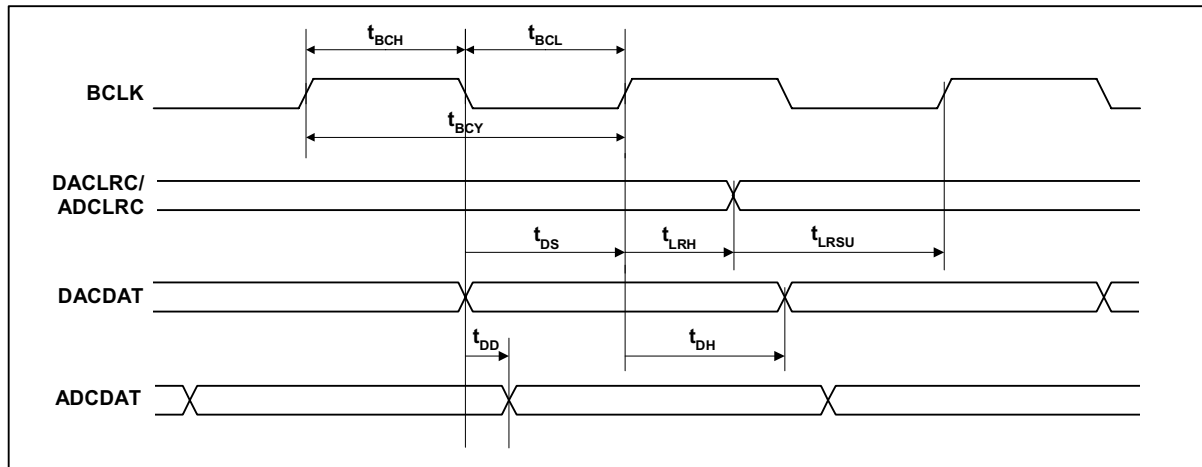 tBCH
tBCL
BCLK
tBCY
DACLRC/
ADCLRC
tDS
tLRH
tLRSU
DACDAT
tDD
tDH
ADCDAT